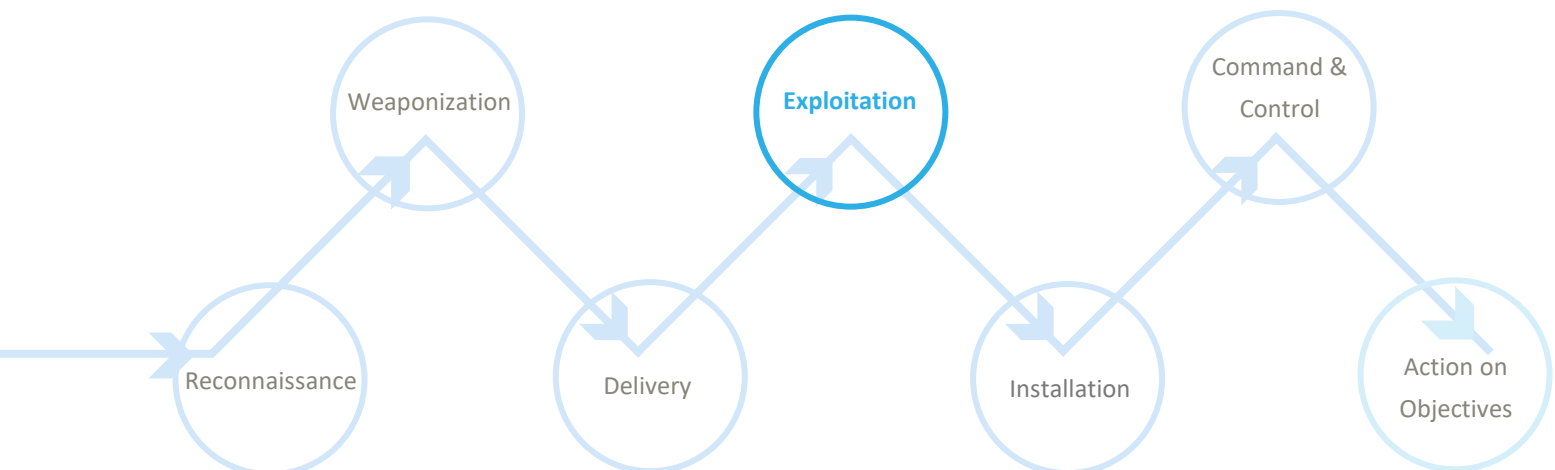 Reconnaissance
Weaponization
Delivery
Exploitation
Installation
Command &
Control
Action on
Objectives